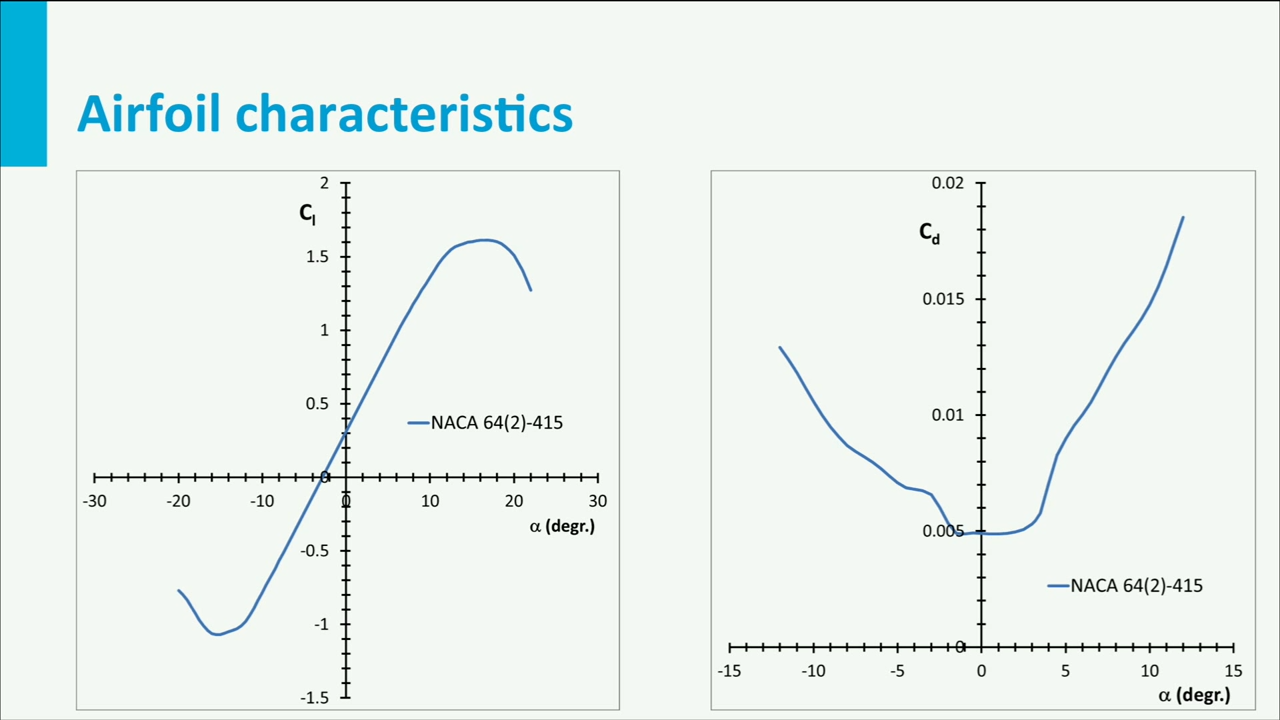 Airfoil characteristics
Cl
2
1.5
1
0.5
0
-0.5
-1
-1.5
-30 -20 -10 0 10 20 30
α (degr.)
NACA 64(2)-415
Cd
0.02
0.015
0.01
0.005
0
-15 -10 -5 0 5 10 15
α (degr.)
NACA 64(2)-415